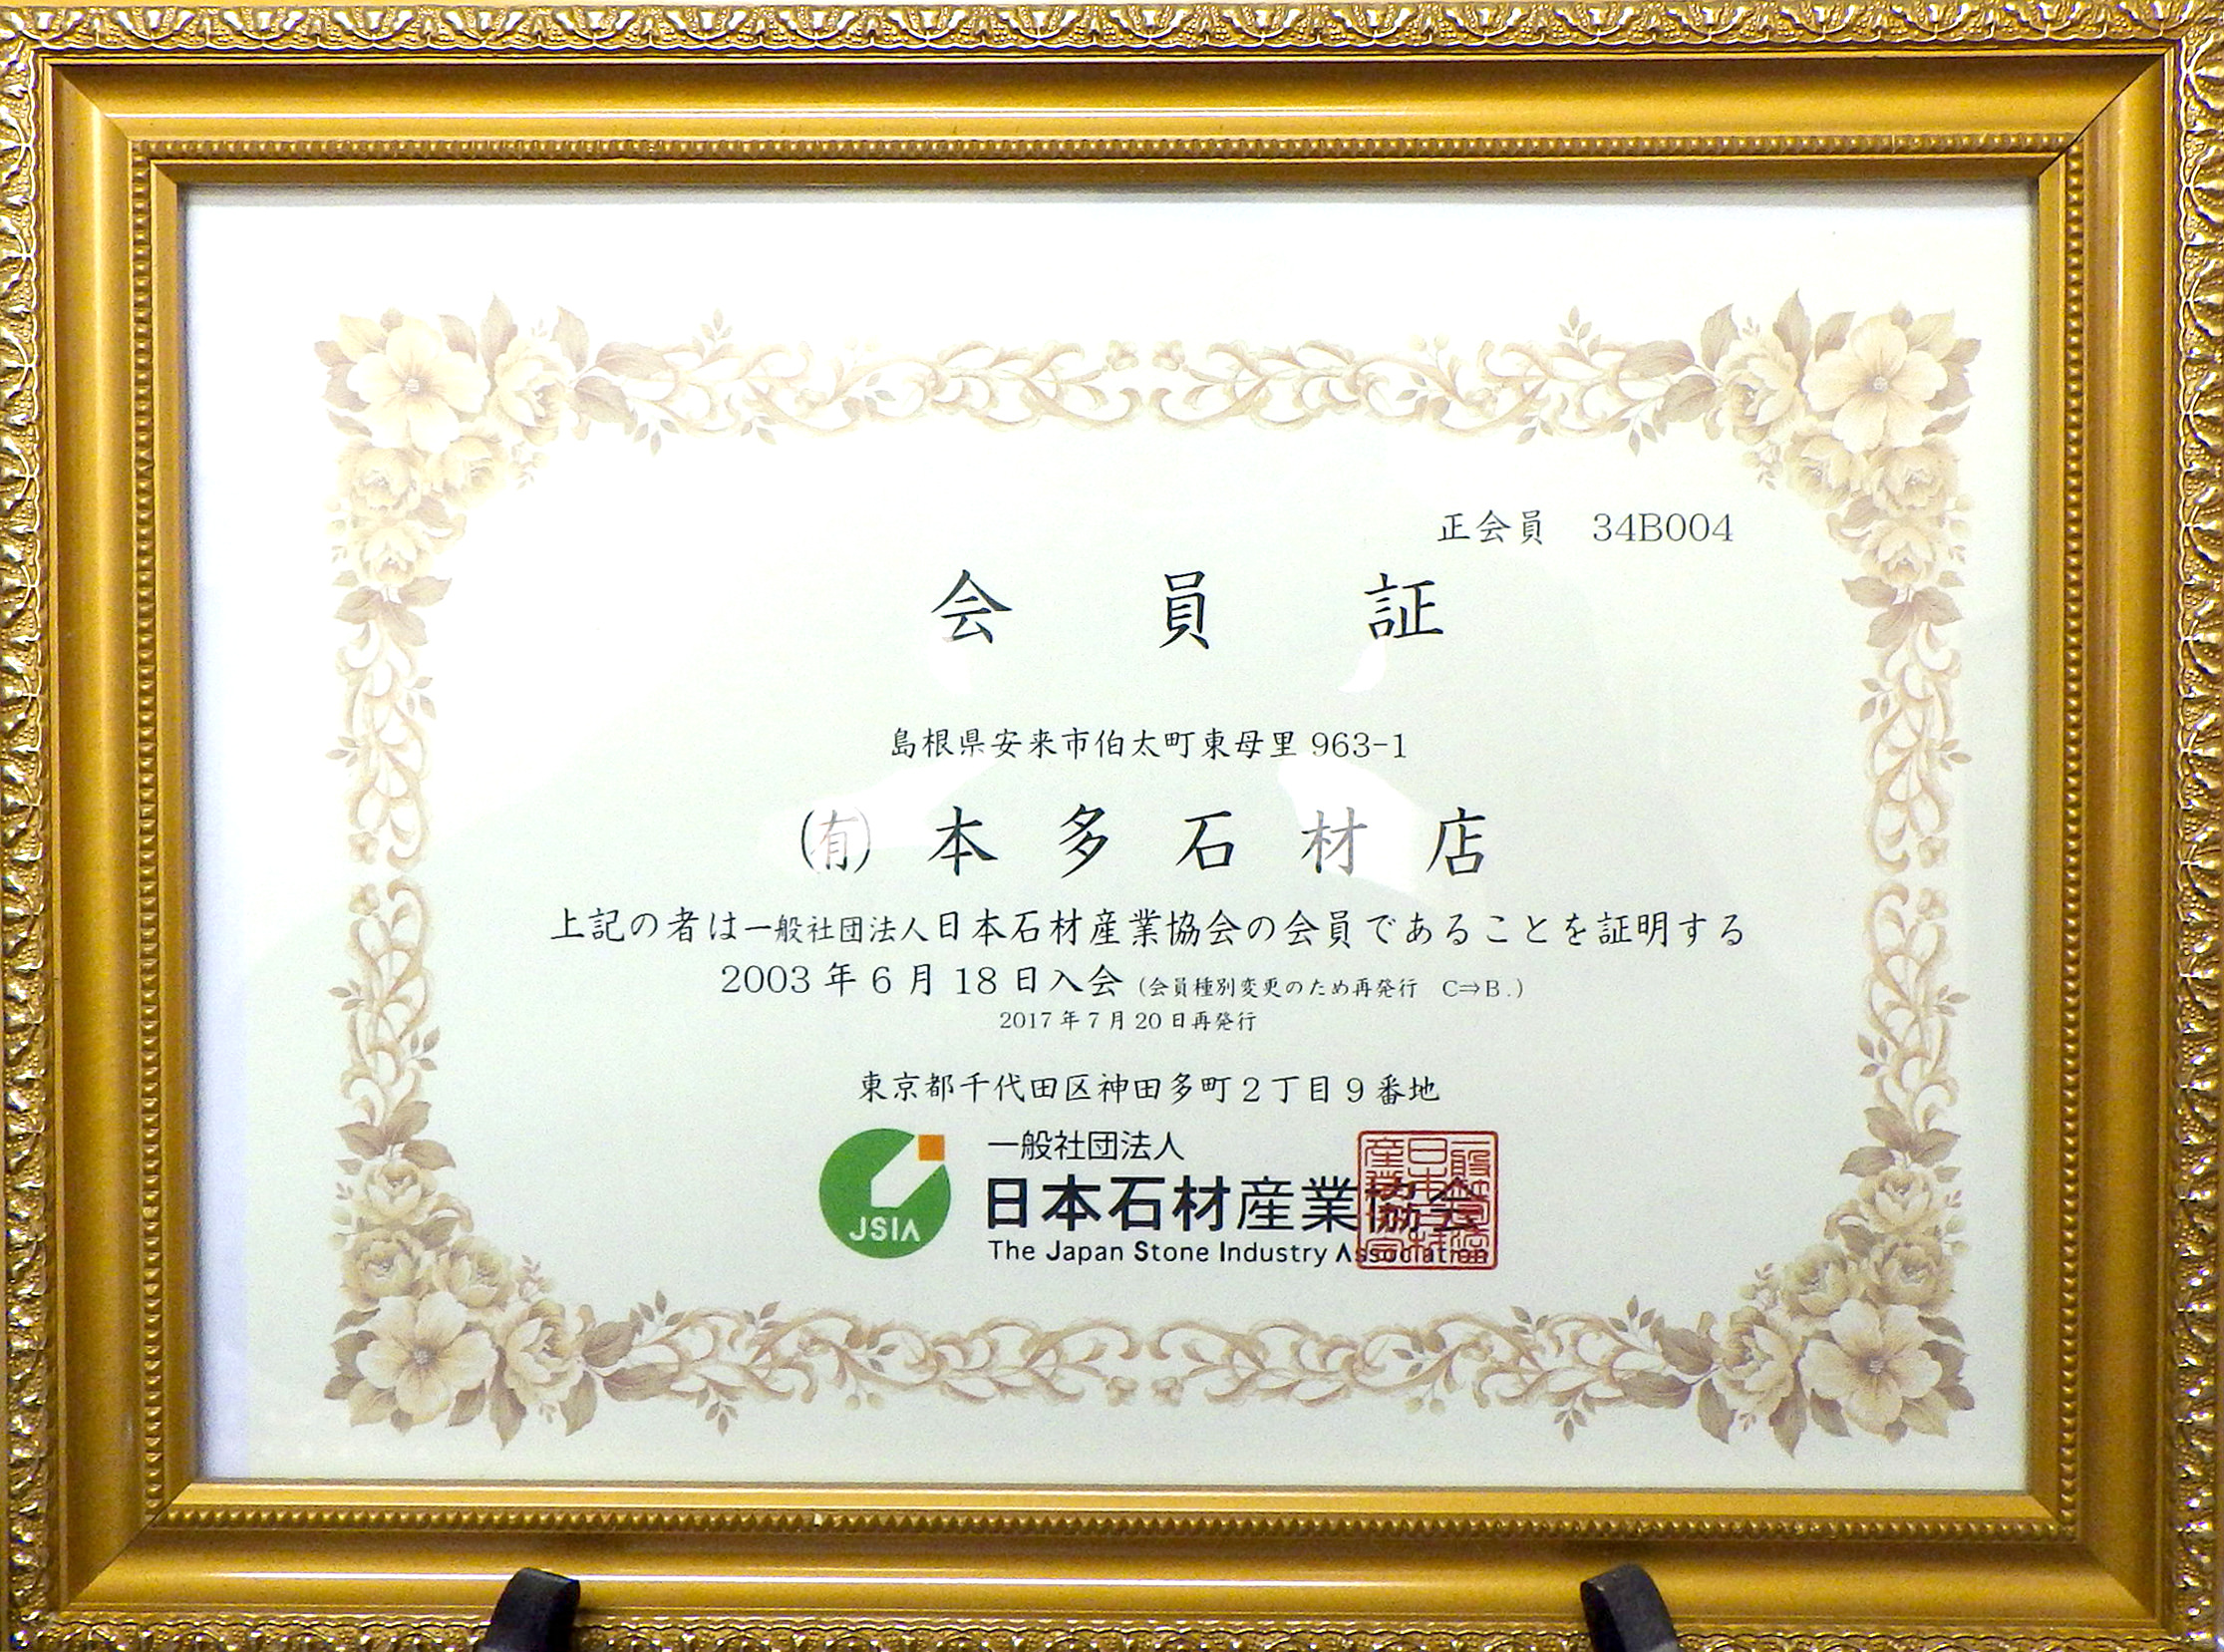 正会員　34B004
会員証
島根県安来市伯太町東母里 963-1
㈲ 本多石材店
上記の者は一般社団法人日本石材産業協会の会員であることを証明する
2003 年 6 月 18 日入会 (会員種別変更のため再発行　C⇒B.)
2017 年 7 月 20 日再発行
東京都千代田区神田多町 2 丁目 9 番地
JSIA
一般社団法人
日本石材産業協会
The Japan Stone Industry Association